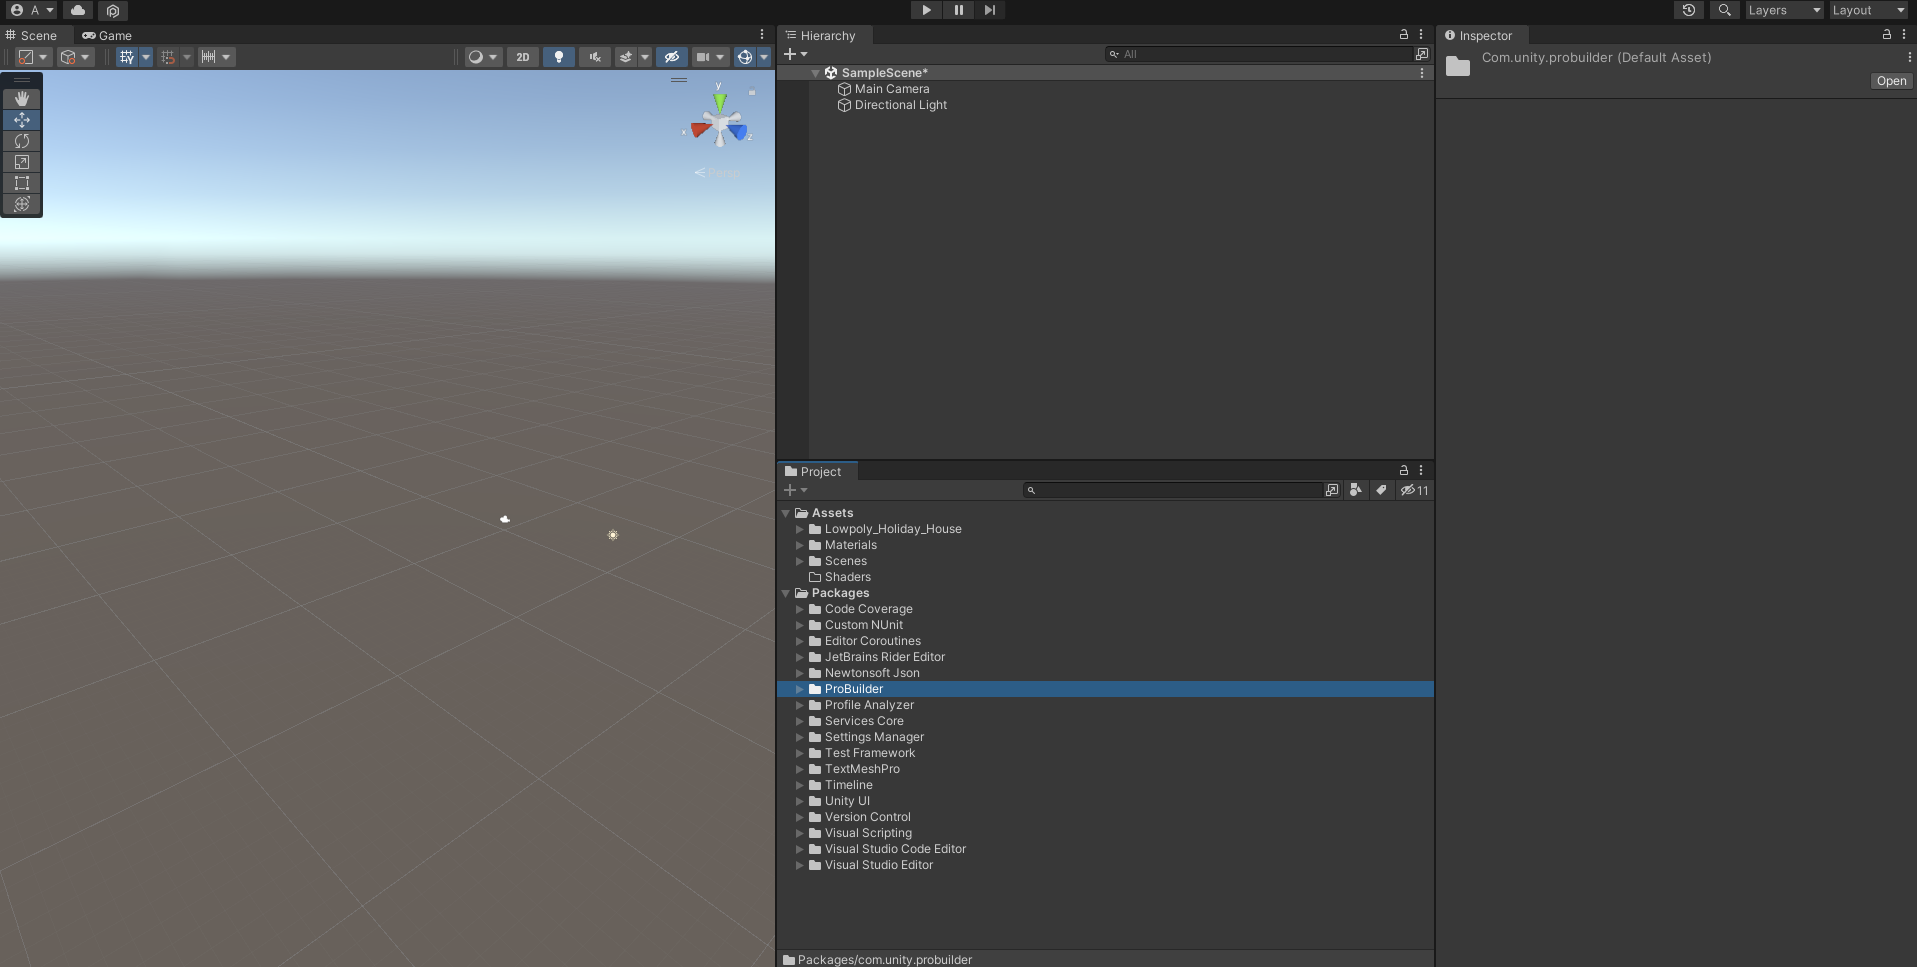 A
Layers
Layout
Scene
Game
2D
y
x
z
Persp
Hierarchy
All
SampleScene*
Main Camera
Directional Light
Project
11
Assets
Lowpoly_Holiday_House
Materials
Scenes
Shaders
Packages
Code Coverage
Custom NUnit
Editor Coroutines
JetBrains Rider Editor
Newtonsoft Json
ProBuilder
Profile Analyzer
Services Core
Settings Manager
Test Framework
TextMeshPro
Timeline
Unity UI
Version Control
Visual Scripting
Visual Studio Code Editor
Visual Studio Editor
Packages/com.unity.probuilder
Inspector
Com.unity.probuilder (Default Asset)
Open